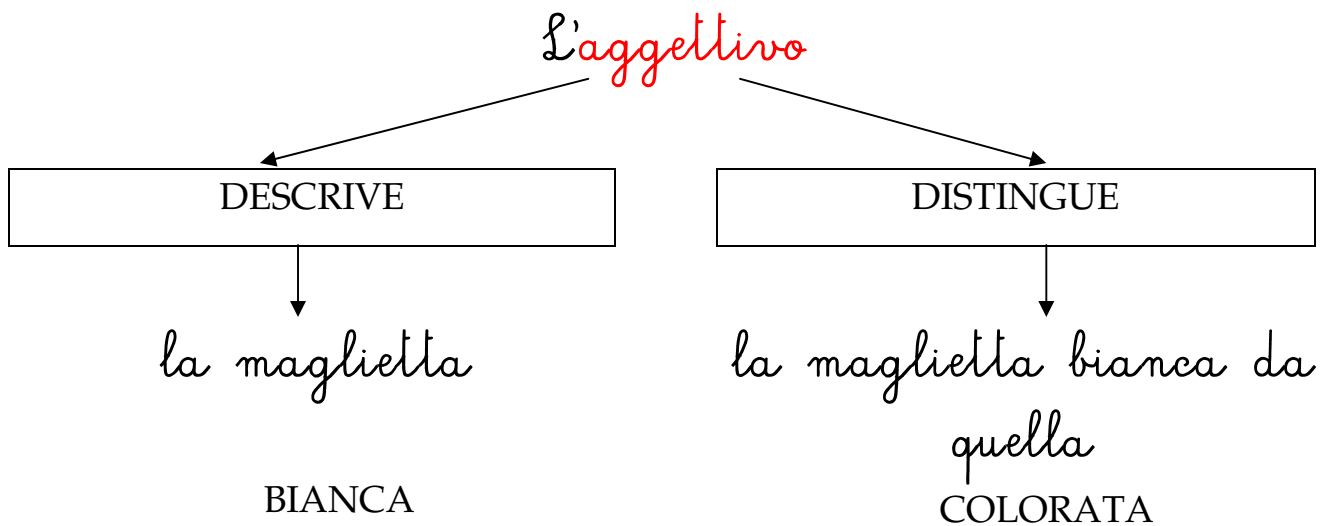 L'aggettivo
DESCRIVE
DISTINGUE
la maglietta
BIANCA
la maglietta bianca da
quella
COLORATA